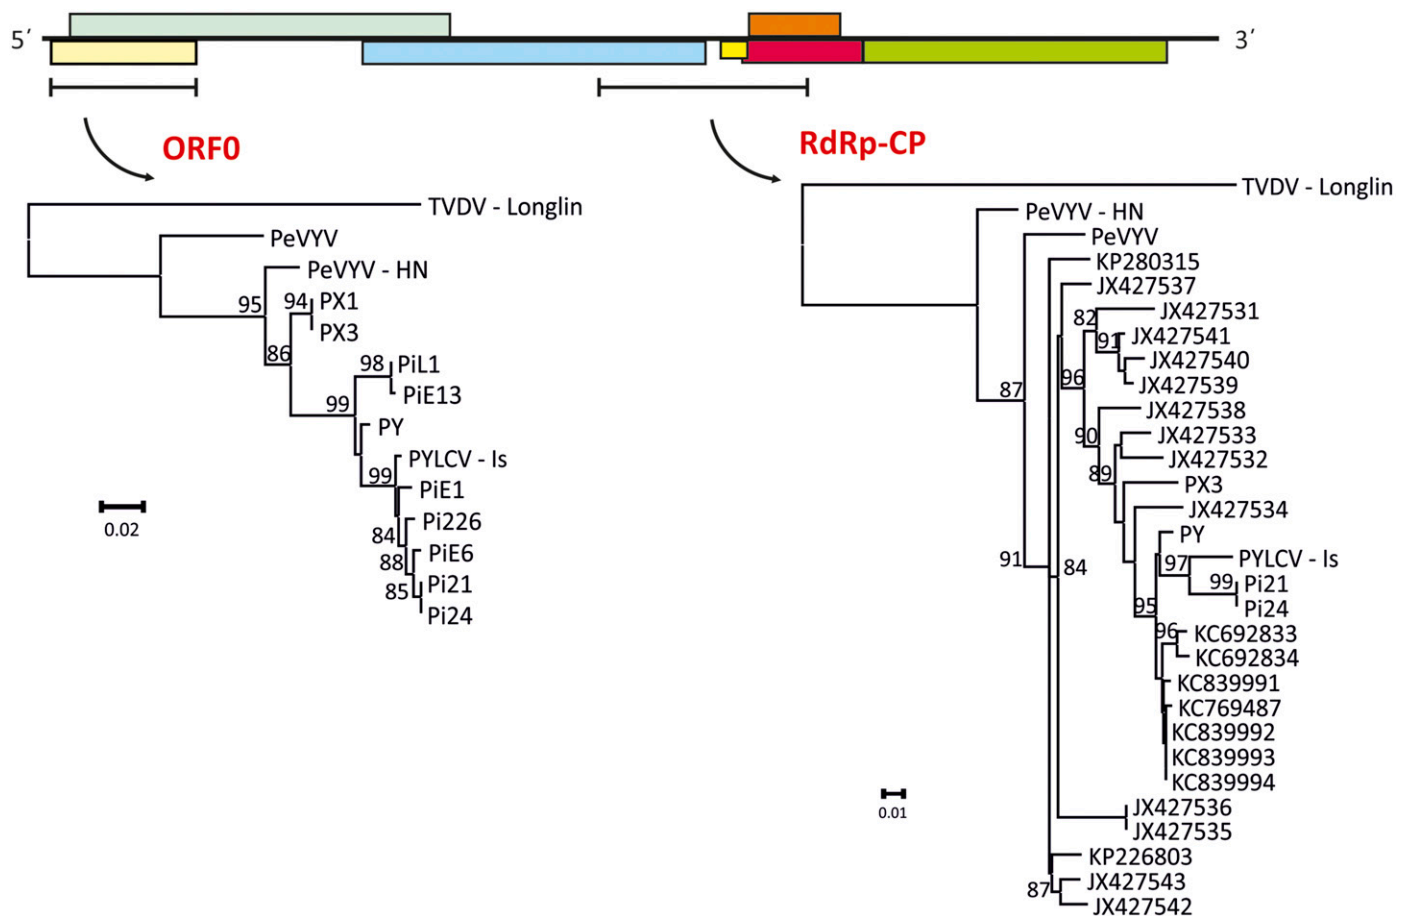 5′ 3′
ORF0
TVDV - Longlin
PeVYV
PeVYV - HN
95
94 PX1
PX3
86
98 PiL1
PiE13
99
PY
PYLCV - Is
99
PiE1
Pi226
84
PiE6
88
Pi21
85
Pi24
0.02
RdRp-CP
TVDV - Longlin
PeVYV - HN
PeVYV
KP280315
JX427537
JX427531
82
JX427541
91
JX427540
96
JX427539
87
JX427538
90
JX427533
JX427532
89
PX3
JX427534
PY
PYLCV - Is
91
84
97
Pi21
99
Pi24
95
KC692833
96
KC692834
KC839991
KC769487
KC839992
KC839993
KC839994
JX427536
JX427535
KP226803
JX427543
87
JX427542
0.01